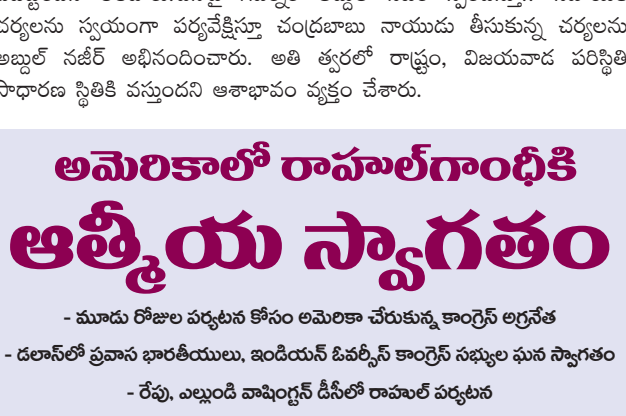 చర్యలను స్వయంగా పర్యవేక్షిస్తూ చంద్రబాబు నాయుడు తీసుకున్న చర్యలను
అబ్దుల్ నజీర్ అభినందించారు. అతి త్వరలో రాష్ట్రం, విజయవాడ పరిస్థితి
సాధారణ స్థితికి వస్తుందని ఆశాభావం వ్యక్తం చేశారు.
అమెరికాలో రాహుల్‌గాంధీకి
ఆత్మీయ స్వాగతం
- మూడు రోజుల పర్యటన కోసం అమెరికా చేరుకున్న కాంగ్రెస్ అగ్రనేత
- డలాస్‌లో ప్రవాస భారతీయులు, ఇండియన్ ఓవర్సీస్ కాంగ్రెస్ సభ్యుల ఘన స్వాగతం
- రేపు, ఎల్లుండి వాషింగ్టన్ డీసీలో రాహుల్ పర్యటన